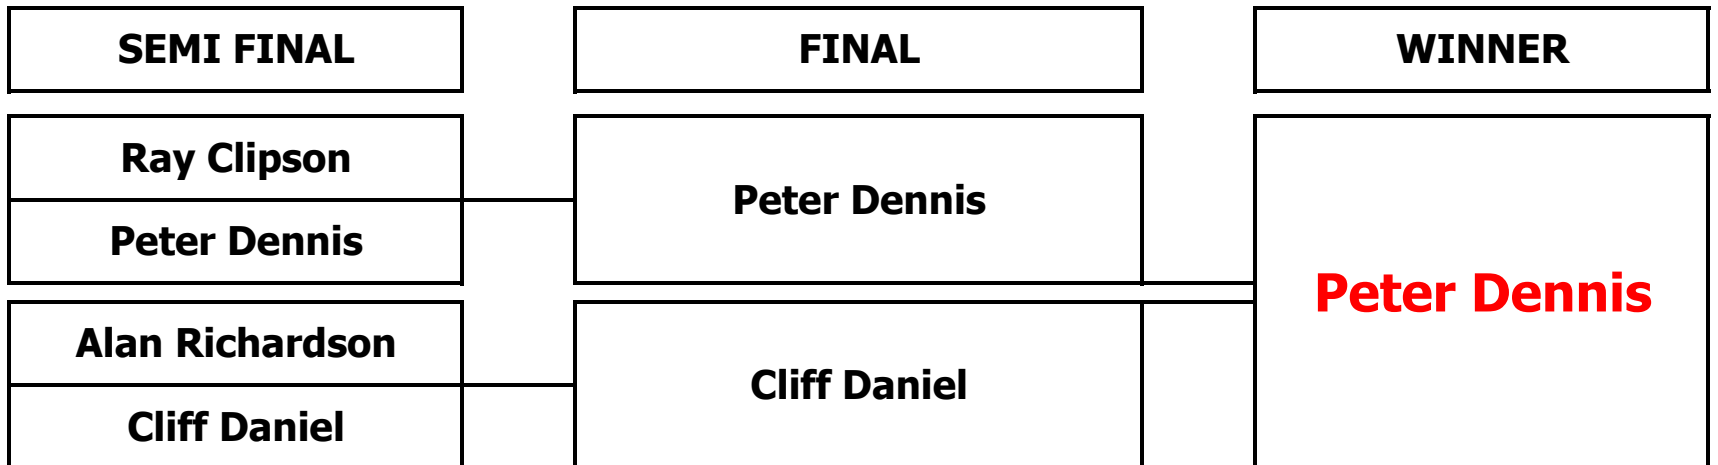 SEMI FINAL
FINAL
WINNER
Ray Clipson
Peter Dennis
Alan Richardson
Cliff Daniel
Peter Dennis
Cliff Daniel
Peter Dennis